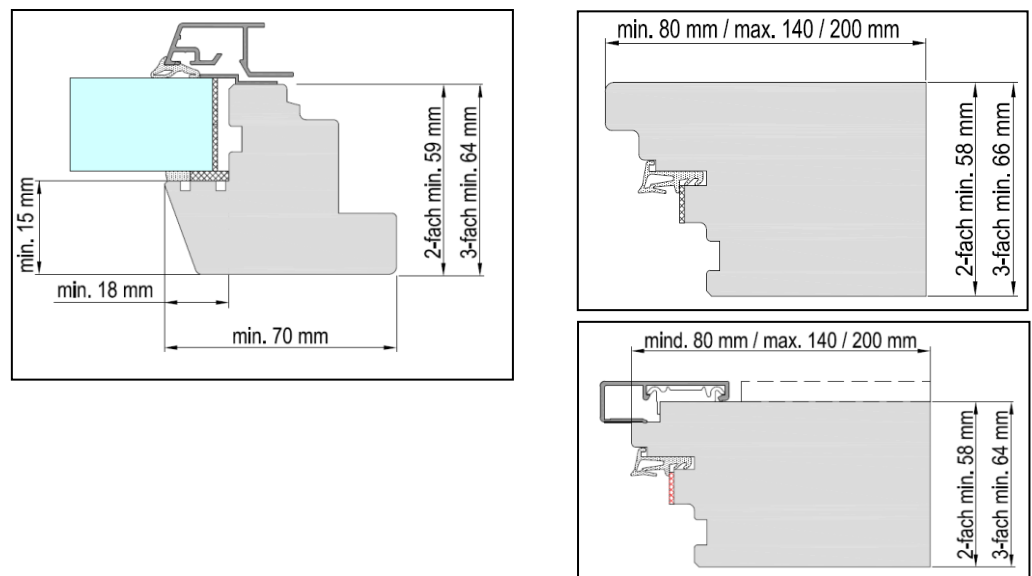 2-fach min. 59 mm
3-fach min. 64 mm
min. 15 mm
min. 18 mm
min. 70 mm
min. 80 mm / max. 140 / 200 mm
2-fach min. 58 mm
3-fach min. 66 mm
mind. 80 mm / max. 140 / 200 mm
2-fach min. 58 mm
3-fach min. 64 mm